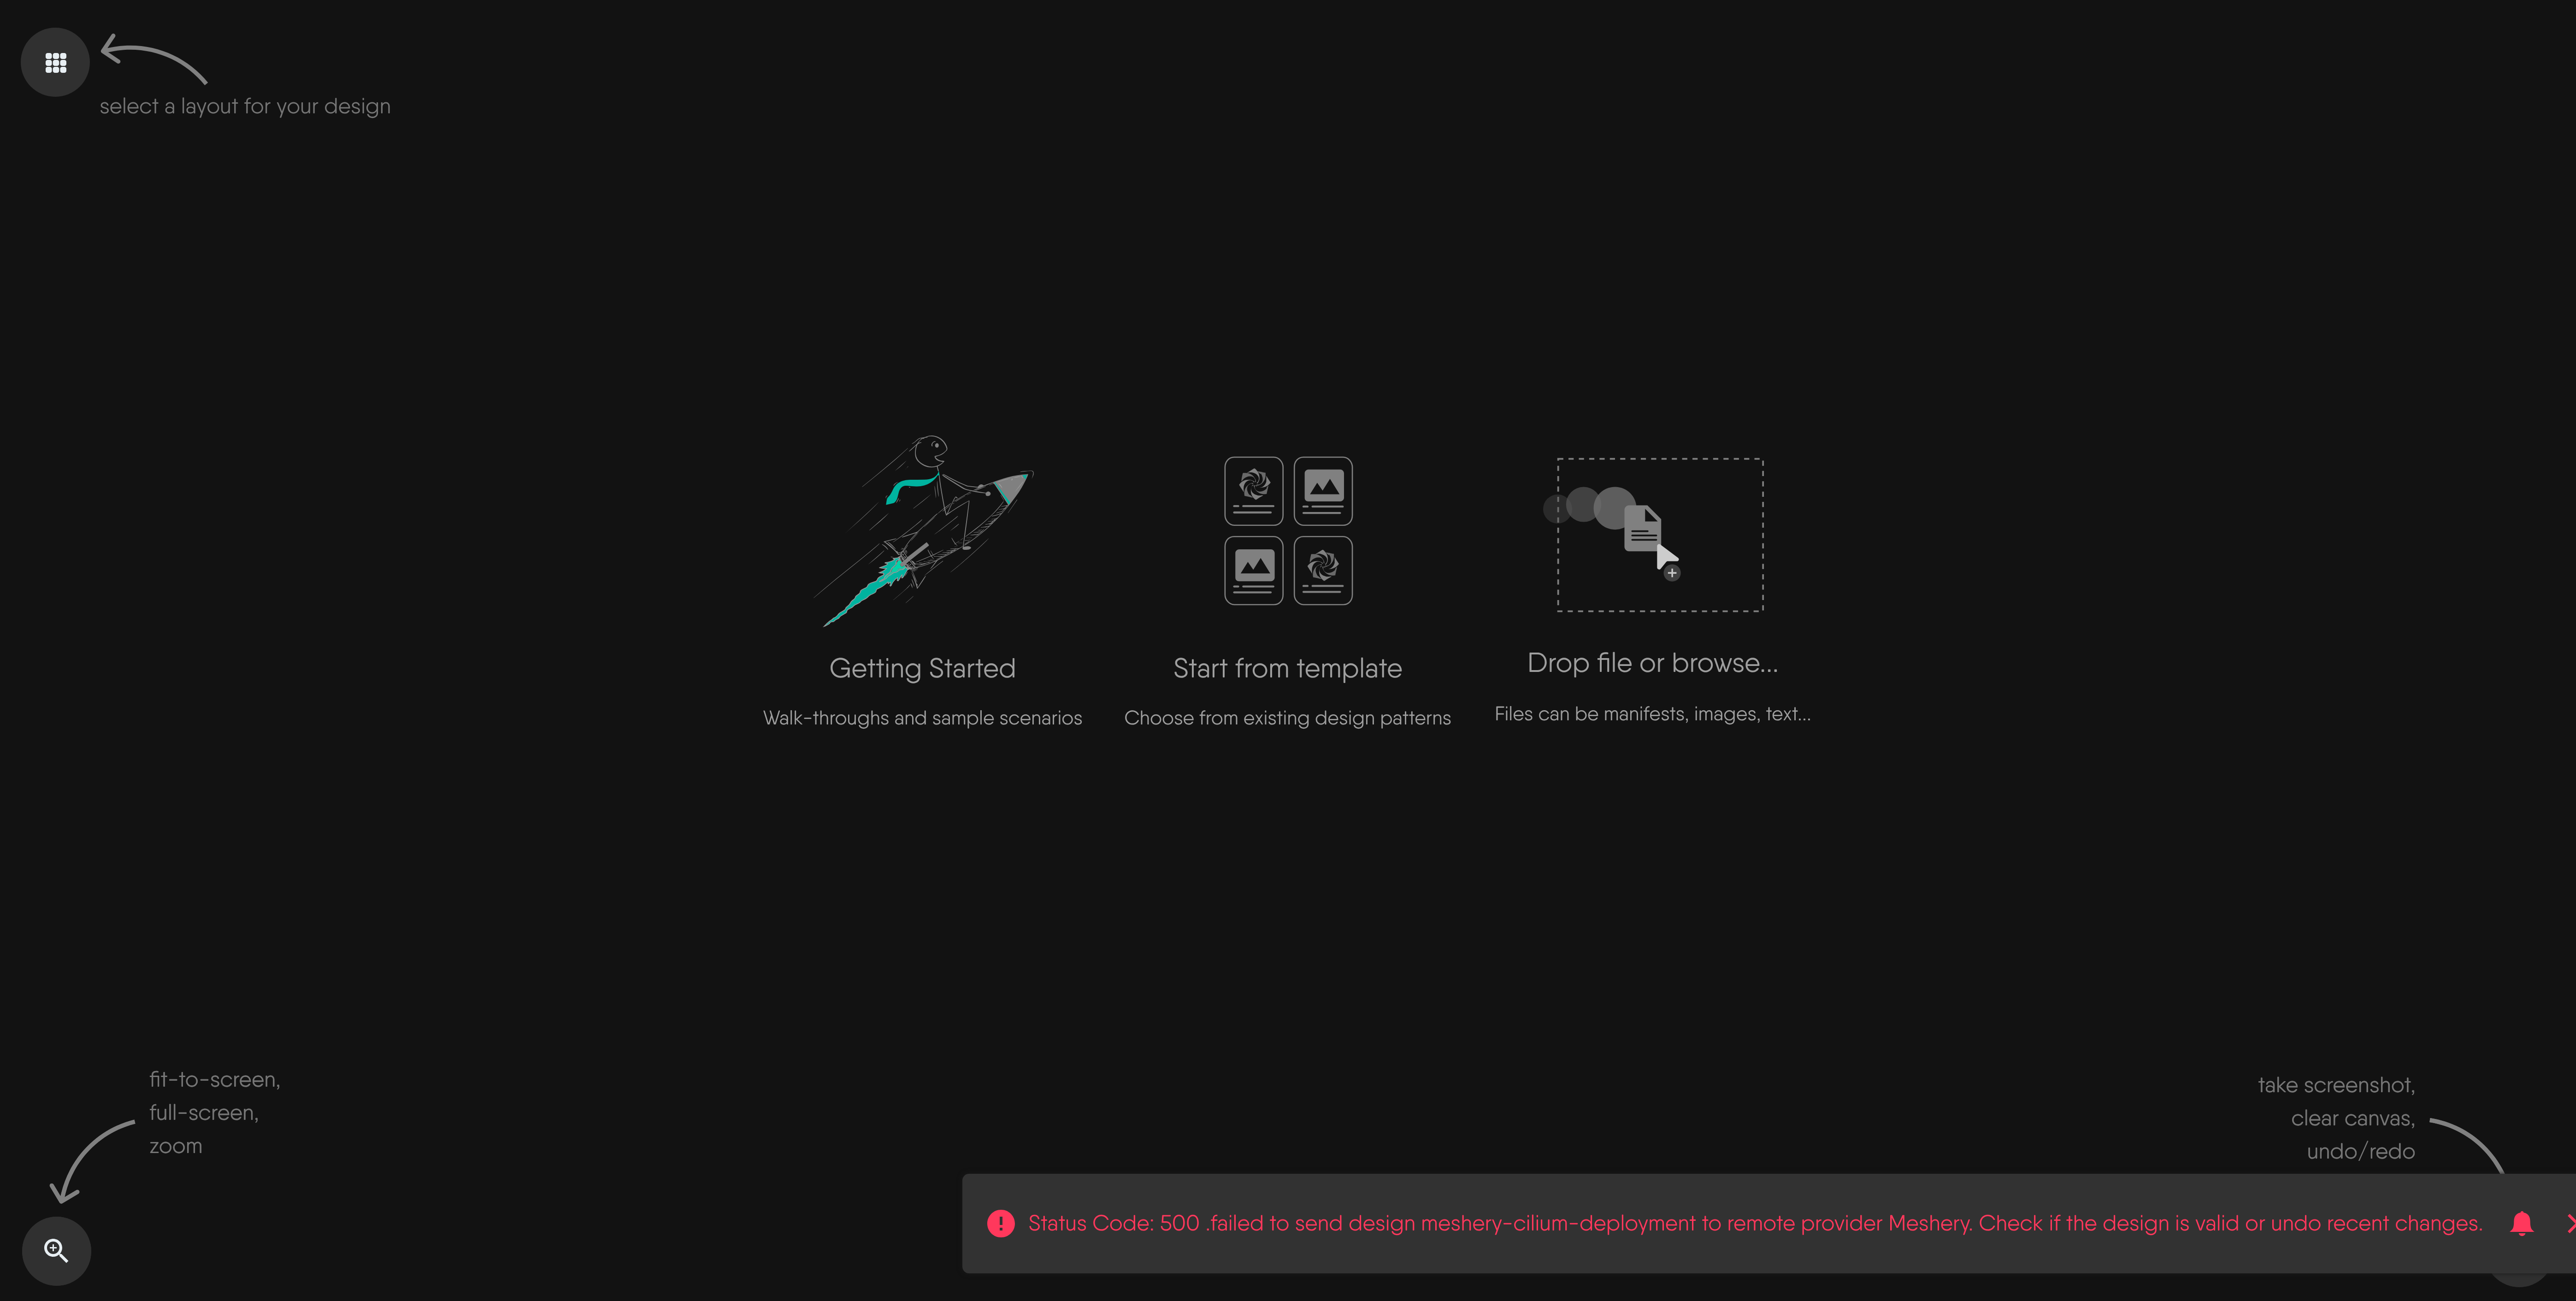 select a layout for your design
Getting Started
Walk-throughs and sample scenarios
Start from template
Choose from existing design patterns
Drop file or browse...
Files can be manifests, images, text...
fit-to-screen,
full-screen,
zoom
take screenshot,
clear canvas,
undo/redo
Status Code: 500 .failed to send design meshery-cilium-deployment to remote provider Meshery. Check if the design is valid or undo recent changes.